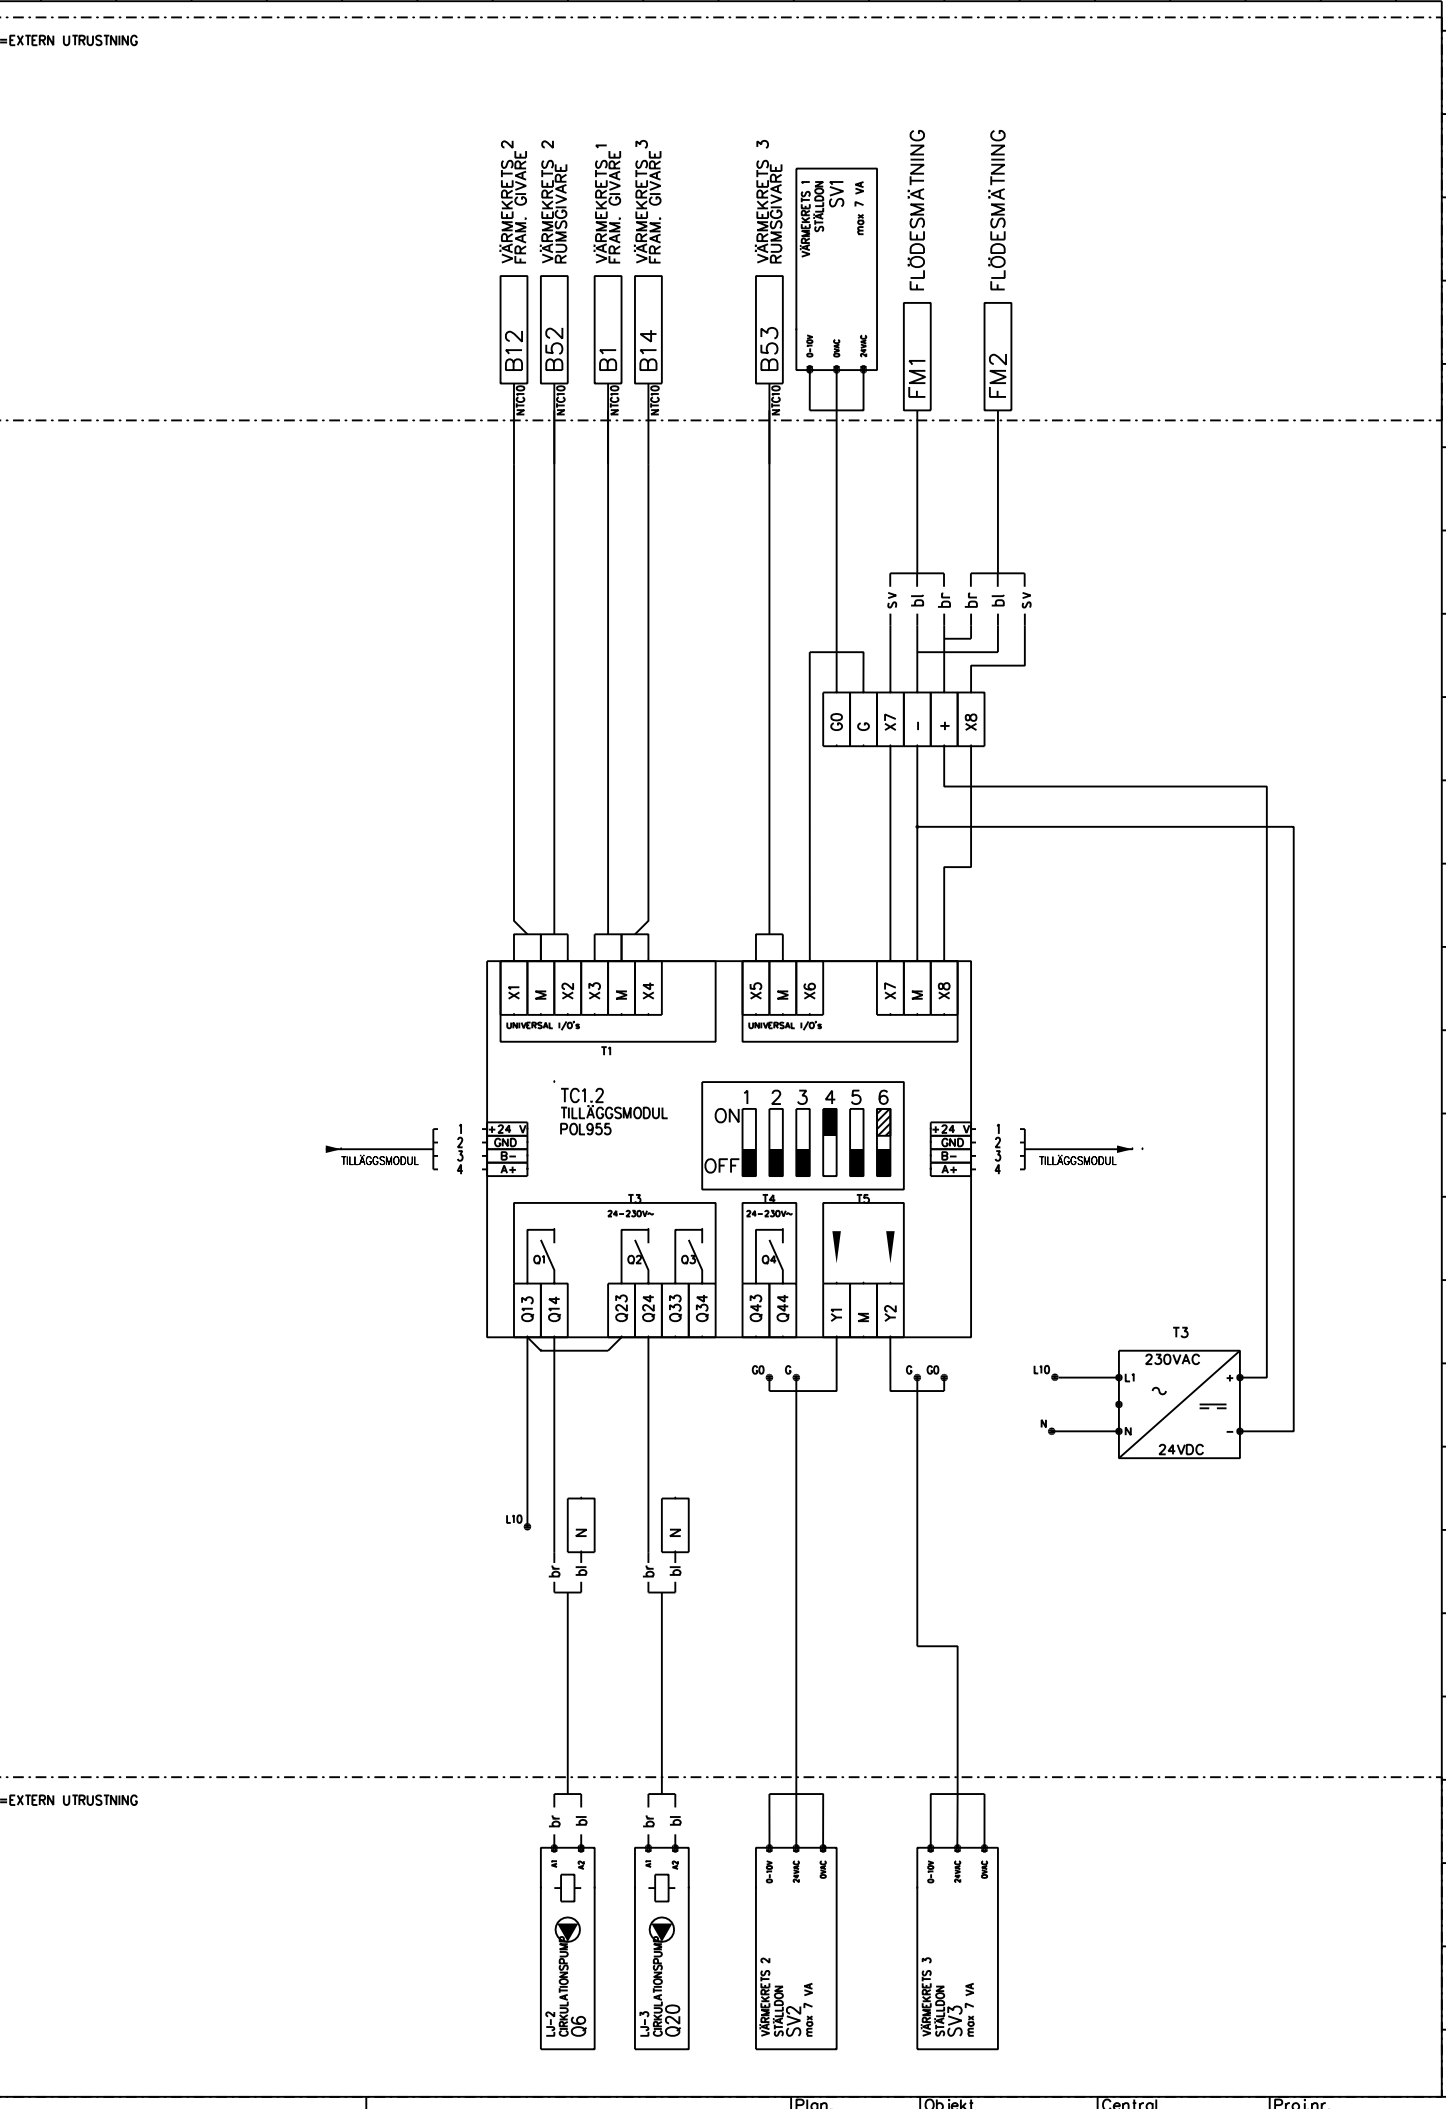 =EXTERN UTRUSTNING
VÄRMEKRETS 2
FRAM. GIVARE
VÄRMEKRETS 2
RUMSGIVARE
VÄRMEKRETS 1
FRAM. GIVARE
VÄRMEKRETS 3
FRAM. GIVARE
VÄRMEKRETS 3
RUMSGIVARE
VÄRMEKRETS 1
STÄLLDON
SV1
max 7 VA
FLÖDESMÄTNING
FLÖDESMÄTNING
B12
B52
B1
B14
B53
0-10V
0VAC
24VAC
FM1
FM2
NTC10
NTC10
NTC10
NTC10
NTC10
sv
bl
br
br
bl
sv
G0
G
X7
-
+
X8
X1
M
X2
X3
M
X4
X5
M
X6
X7
M
X8
UNIVERSAL I/O's
UNIVERSAL I/O's
T1
TC1.2
TILLÄGGSMODUL
POL955
1 2 3 4 5 6
ON
OFF
1 +24 V
2 GND
3 B-
4 A+
TILLÄGGSMODUL
+24 V 1
GND 2
B- 3
A+ 4
TILLÄGGSMODUL
T3
24-230V~
T4
24-230V~
T5
Q1
Q2
Q3
Q4
Q13
Q14
Q23
Q24
Q33
Q34
Q43
Q44
Y1
M
Y2
G0 G
G G0
T3
230VAC
L10
L1
+
~
N
N
-
24VDC
L10
N
N
br
bl
br
bl
=EXTERN UTRUSTNING
br
bl
br
bl
A1
A2
A1
A2
0-10V
24VAC
0VAC
0-10V
24VAC
0VAC
LJ-2
CIRKULATIONSPUMP
Q6
LJ-3
CIRKULATIONSPUMP
Q20
VÄRMEKRETS 2
STÄLLDON
SV2
max 7 VA
VÄRMEKRETS 3
STÄLLDON
SV3
max 7 VA
Plan
Objekt
Central
Proj.nr.